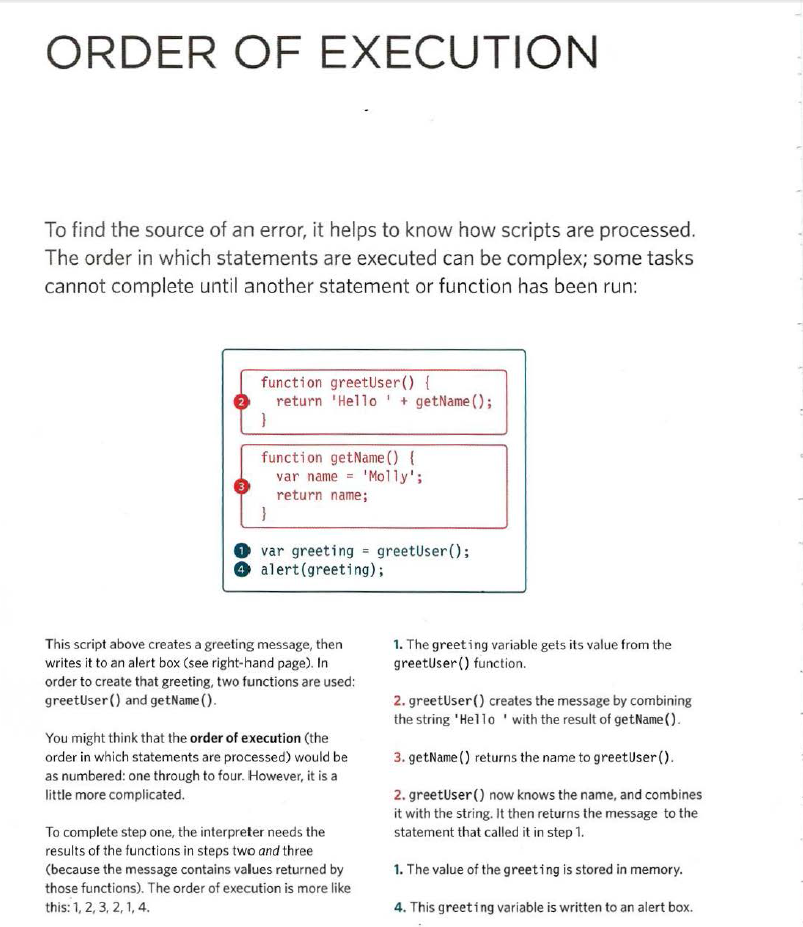 ORDER OF EXECUTION
To find the source of an error, it helps to know how scripts are processed.
The order in which statements are executed can be complex; some tasks
cannot complete until another statement or function has been run:
function greetUser() {
2 return 'Hello ' + getName();
}
function getName() {
var name = 'Molly';
3 return name;
}
1 var greeting = greetUser();
4 alert(greeting);
This script above creates a greeting message, then
writes it to an alert box (see right-hand page). In
order to create that greeting, two functions are used:
greetUser() and getName().
You might think that the order of execution (the
order in which statements are processed) would be
as numbered: one through to four. However, it is a
little more complicated.
To complete step one, the interpreter needs the
results of the functions in steps two and three
(because the message contains values returned by
those functions). The order of execution is more like
this: 1, 2, 3, 2, 1, 4.
1. The greeting variable gets its value from the
greetUser() function.
2. greetUser() creates the message by combining
the string 'Hello ' with the result of getName().
3. getName() returns the name to greetUser().
2. greetUser() now knows the name, and combines
it with the string. It then returns the message to the
statement that called it in step 1.
1. The value of the greeting is stored in memory.
4. This greeting variable is written to an alert box.